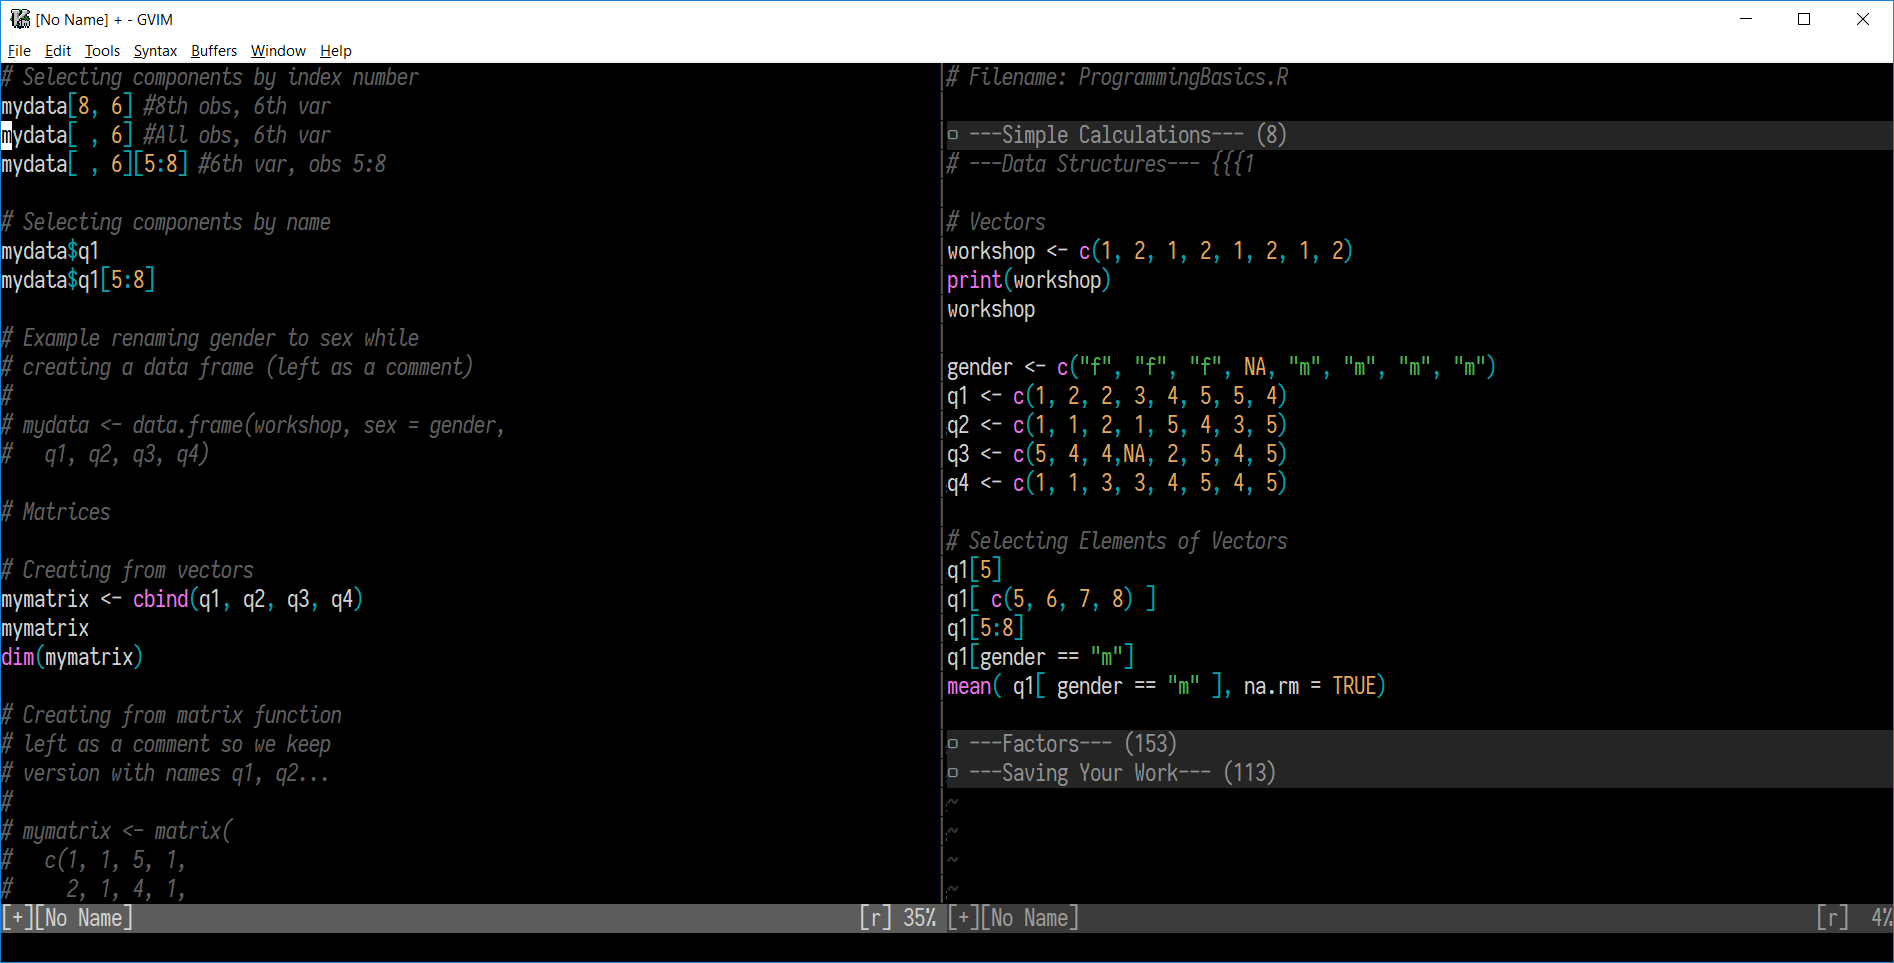 [No Name] + - GVIM
File Edit Tools Syntax Buffers Window Help
# Selecting components by index number
mydata[8, 6] #8th obs, 6th var
mydata[ , 6] #All obs, 6th var
mydata[ , 6][5:8] #6th var, obs 5:8
# Selecting components by name
mydata$q1
mydata$q1[5:8]
# Example renaming gender to sex while
# creating a data frame (left as a comment)
#
# mydata <- data.frame(workshop, sex = gender,
#   q1, q2, q3, q4)
# Matrices
# Creating from vectors
mymatrix <- cbind(q1, q2, q3, q4)
mymatrix
dim(mymatrix)
# Creating from matrix function
# left as a comment so we keep
# version with names q1, q2...
#
# mymatrix <- matrix(
#   c(1, 1, 5, 1,
#     2, 1, 4, 1,
[+][No Name] [r] 35%
# Filename: ProgrammingBasics.R
---Simple Calculations--- (8)
# ---Data Structures--- {{{1
# Vectors
workshop <- c(1, 2, 1, 2, 1, 2, 1, 2)
print(workshop)
workshop
gender <- c("f", "f", "f", NA, "m", "m", "m", "m")
q1 <- c(1, 2, 2, 3, 4, 5, 5, 4)
q2 <- c(1, 1, 2, 1, 5, 4, 3, 5)
q3 <- c(5, 4, 4,NA, 2, 5, 4, 5)
q4 <- c(1, 1, 3, 3, 4, 5, 4, 5)
# Selecting Elements of Vectors
q1[5]
q1[ c(5, 6, 7, 8) ]
q1[5:8]
q1[gender == "m"]
mean( q1[ gender == "m" ], na.rm = TRUE)
---Factors--- (153)
---Saving Your Work--- (113)
~
~
~
~
[+][No Name] [r] 4%